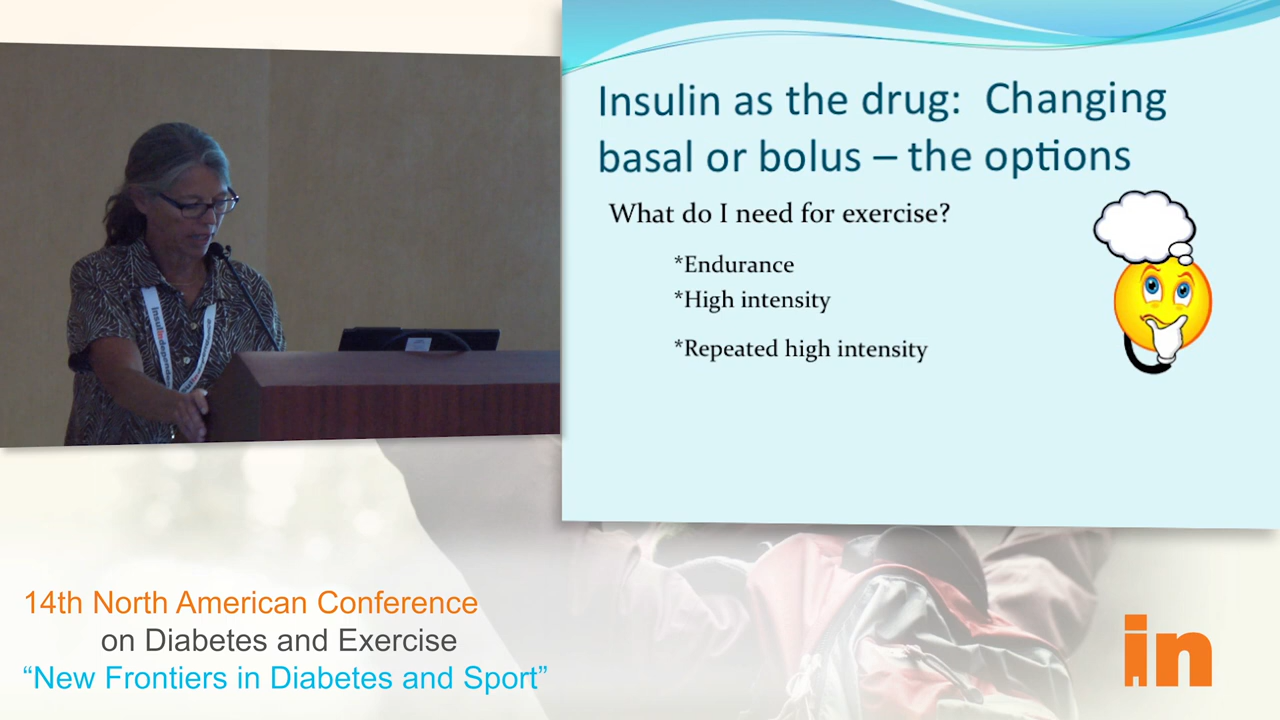 Insulin as the drug: Changing
basal or bolus – the options
What do I need for exercise?
*Endurance
*High intensity
*Repeated high intensity
insulindependence
14th North American Conference
on Diabetes and Exercise
“New Frontiers in Diabetes and Sport”
in